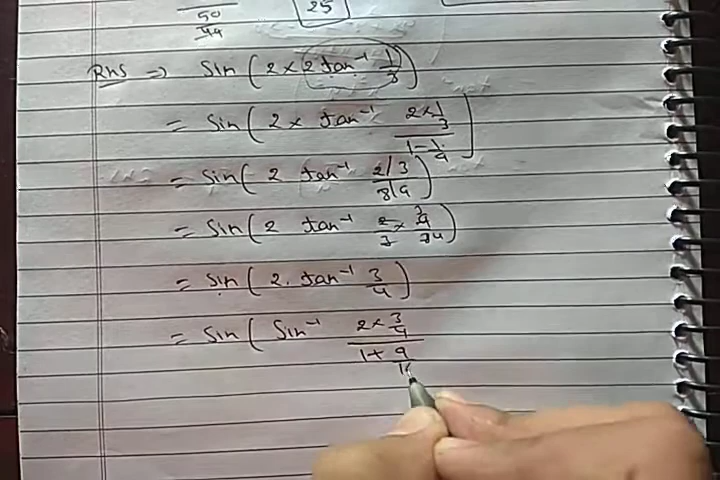 50
44
25
RHS ⇒ Sin ( 2 × 2 tan⁻¹ 1/3 )
= Sin ( 2 × tan⁻¹ (2 × 1/3)/(1 - 1/9) )
= Sin ( 2 tan⁻¹ (2/3)/(8/9) )
= Sin ( 2 tan⁻¹ 2/3 × 9/8 )
= Sin ( 2 . tan⁻¹ 3/4 )
= Sin ( Sin⁻¹ (2 × 3/4)/(1 + 9/1